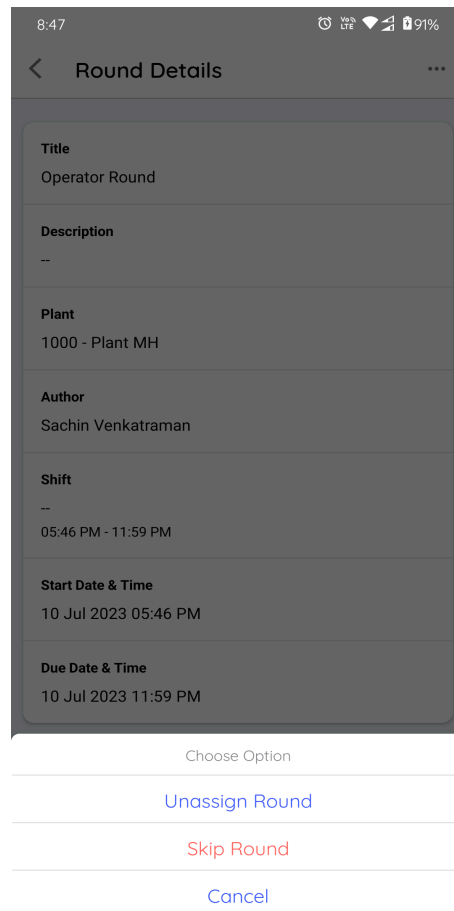 8:47
Vo))
LTE
91%
Round Details
Title
Operator Round
Description
--
Plant
1000 - Plant MH
Author
Sachin Venkatraman
Shift
--
05:46 PM - 11:59 PM
Start Date & Time
10 Jul 2023 05:46 PM
Due Date & Time
10 Jul 2023 11:59 PM
Choose Option
Unassign Round
Skip Round
Cancel